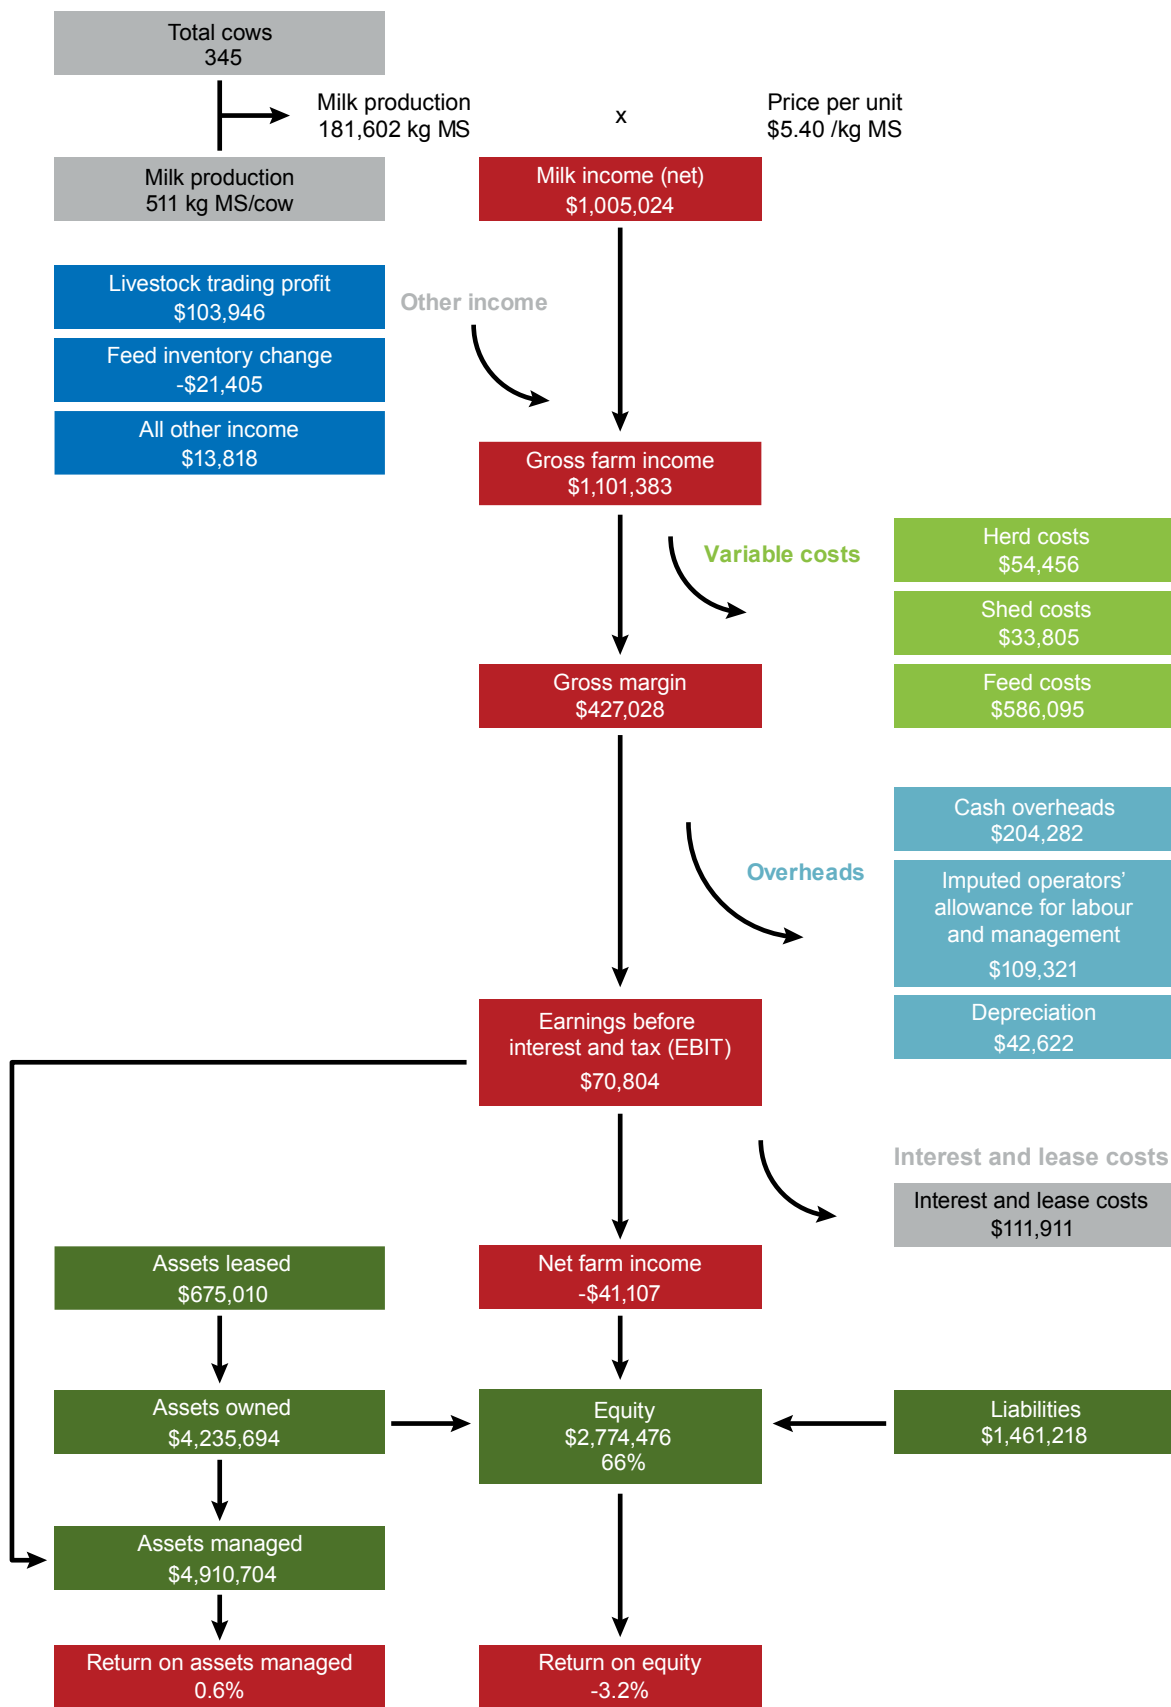 Total cows
345
Milk production
181,602 kg MS
x
Price per unit
$5.40 /kg MS
Milk production
511 kg MS/cow
Milk income (net)
$1,005,024
Livestock trading profit
$103,946
Other income
Feed inventory change
-$21,405
All other income
$13,818
Gross farm income
$1,101,383
Variable costs
Herd costs
$54,456
Shed costs
$33,805
Feed costs
$586,095
Gross margin
$427,028
Overheads
Cash overheads
$204,282
Imputed operators’
allowance for labour
and management
$109,321
Depreciation
$42,622
Earnings before
interest and tax (EBIT)
$70,804
Interest and lease costs
Interest and lease costs
$111,911
Assets leased
$675,010
Net farm income
-$41,107
Assets owned
$4,235,694
Equity
$2,774,476
66%
Liabilities
$1,461,218
Assets managed
$4,910,704
Return on assets managed
0.6%
Return on equity
-3.2%